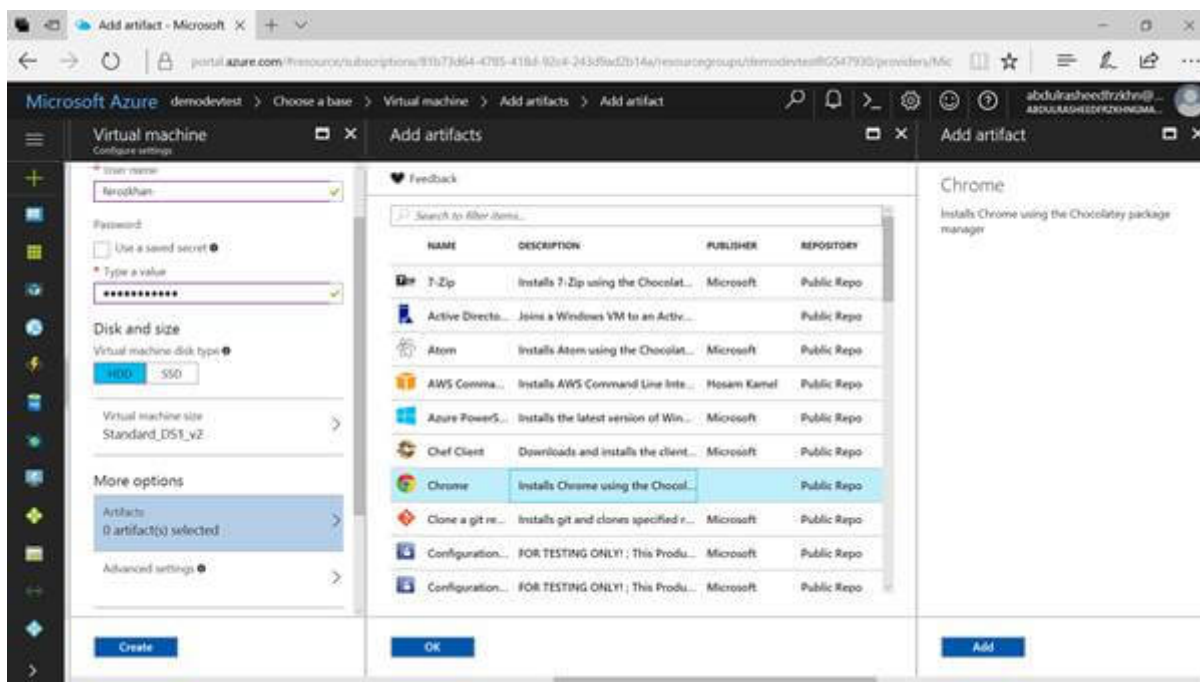 Add artifact - Microsoft
portal.azure.com
Microsoft Azure demodevtest > Choose a base > Virtual machine > Add artifacts > Add artifact
abdulrasheedfrzkhn@...
Virtual machine
Configure settings
* User name
ferozkhan
Password
Use a saved secret
* Type a value
Disk and size
Virtual machine disk type
HDD SSD
Virtual machine size
Standard_DS1_v2
More options
Artifacts
0 artifact(s) selected
Advanced settings
Create
Add artifacts
Feedback
Search to filter items...
NAME DESCRIPTION PUBLISHER REPOSITORY
7-Zip Installs 7-Zip using the Chocolat... Microsoft Public Repo
Active Directo... Joins a Windows VM to an Activ... Public Repo
Atom Installs Atom using the Chocolat... Microsoft Public Repo
AWS Comma... Installs AWS Command Line Inte... Hosam Kamel Public Repo
Azure PowerS... Installs the latest version of Win... Microsoft Public Repo
Chef Client Downloads and installs the client... Microsoft Public Repo
Chrome Installs Chrome using the Chocol... Public Repo
Clone a git re... Installs git and clones specified r... Microsoft Public Repo
Configuration... FOR TESTING ONLY! ; This Produ... Microsoft Public Repo
Configuration... FOR TESTING ONLY! ; This Produ... Microsoft Public Repo
OK
Add artifact
Chrome
Installs Chrome using the Chocolatey package
manager
Add